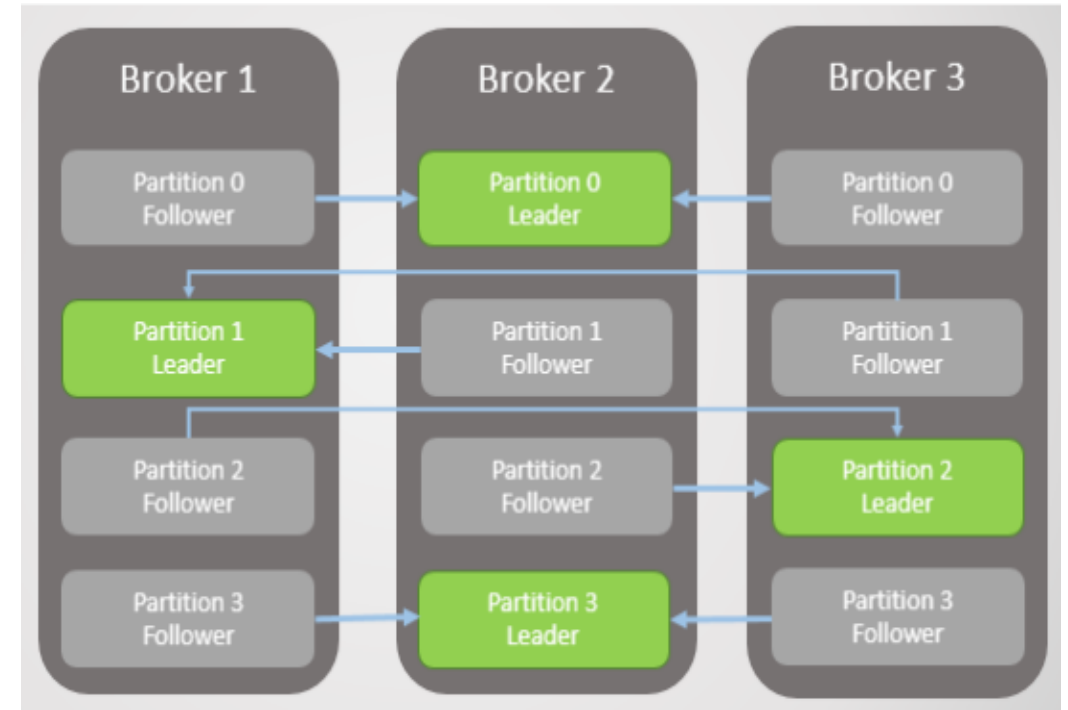 Broker 1
Broker 2
Broker 3
Partition 0
Follower
Partition 0
Leader
Partition 0
Follower
Partition 1
Leader
Partition 1
Follower
Partition 1
Follower
Partition 2
Follower
Partition 2
Follower
Partition 2
Leader
Partition 3
Follower
Partition 3
Leader
Partition 3
Follower